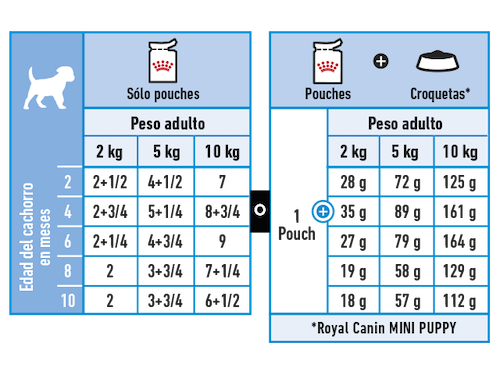 Sólo pouches
Peso adulto
2 kg 5 kg 10 kg
Edad del cachorro
en meses
2 2+1/2 4+1/2 7
4 2+3/4 5+1/4 8+3/4
6 2+1/4 4+3/4 9
8 2 3+3/4 7+1/4
10 2 3+3/4 6+1/2
O
Pouches + Croquetas*
Peso adulto
2 kg 5 kg 10 kg
1
Pouch
+
28 g 72 g 125 g
35 g 89 g 161 g
27 g 79 g 164 g
19 g 58 g 129 g
18 g 57 g 112 g
*Royal Canin MINI PUPPY